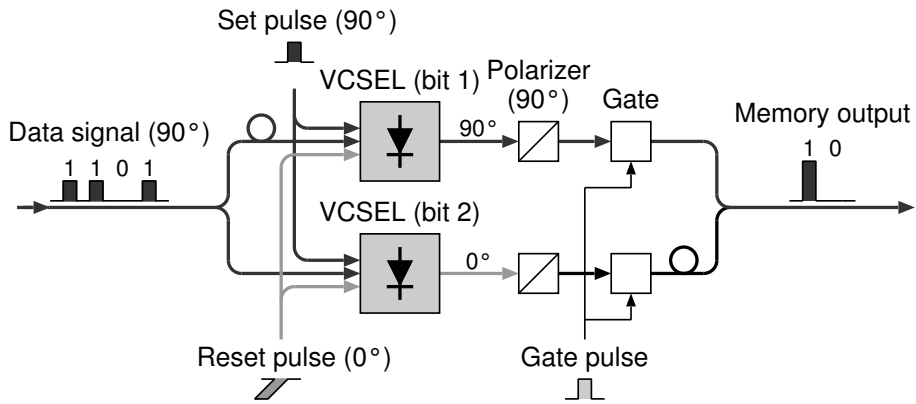 Set pulse (90°)
VCSEL (bit 1)
Polarizer
(90°)
Gate
Data signal (90°)
1 1 0 1
90°
Memory output
1 0
VCSEL (bit 2)
0°
Reset pulse (0°)
Gate pulse